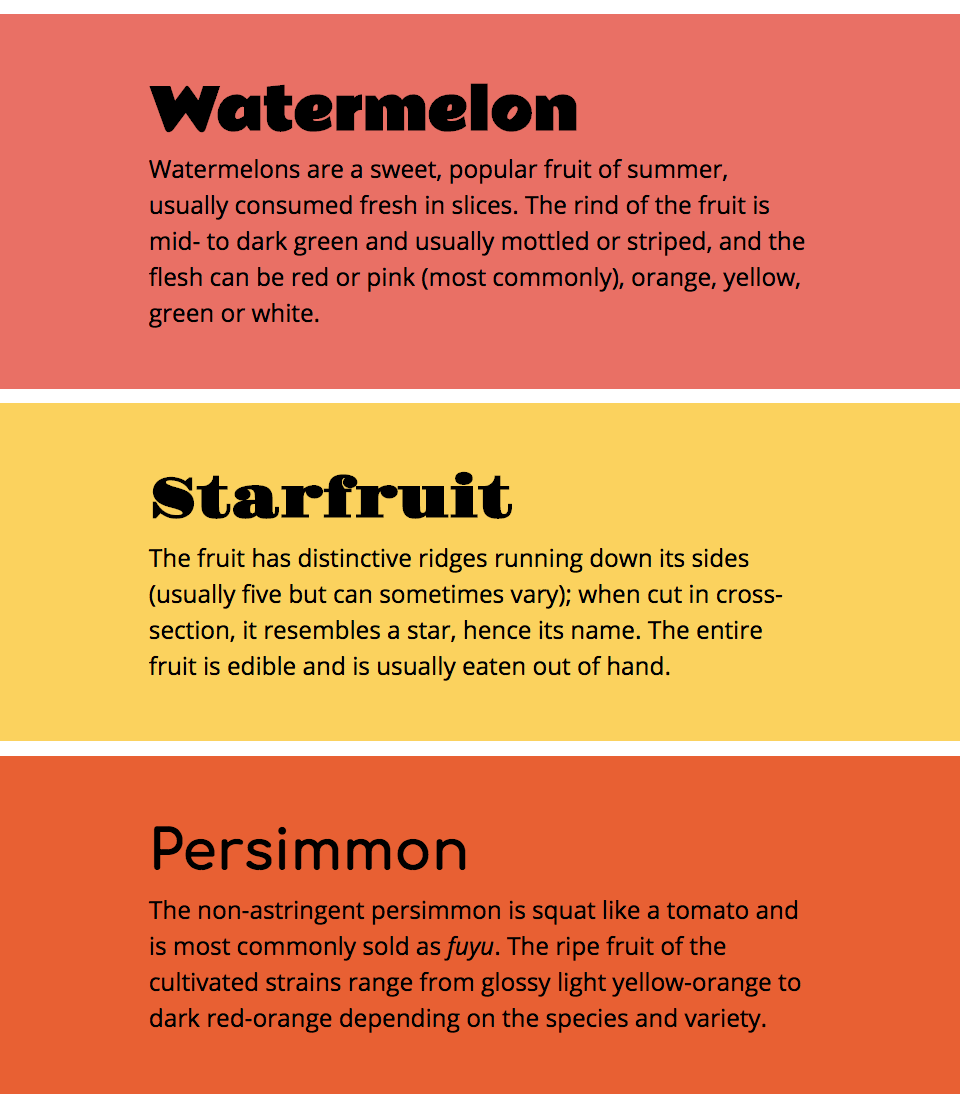 Watermelon
Watermelons are a sweet, popular fruit of summer,
usually consumed fresh in slices. The rind of the fruit is
mid- to dark green and usually mottled or striped, and the
flesh can be red or pink (most commonly), orange, yellow,
green or white.
Starfruit
The fruit has distinctive ridges running down its sides
(usually five but can sometimes vary); when cut in cross-
section, it resembles a star, hence its name. The entire
fruit is edible and is usually eaten out of hand.
Persimmon
The non-astringent persimmon is squat like a tomato and
is most commonly sold as fuyu. The ripe fruit of the
cultivated strains range from glossy light yellow-orange to
dark red-orange depending on the species and variety.